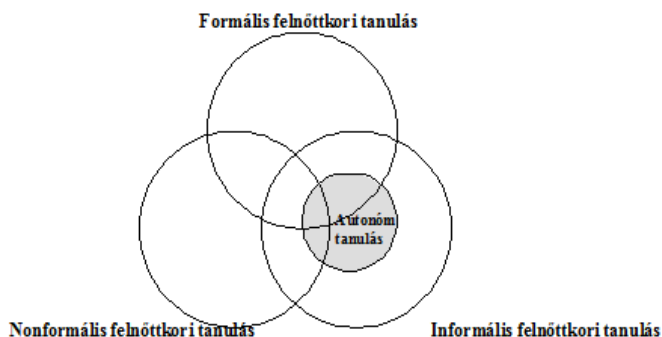 Formális felnőttkori tanulás
Autonóm
tanulás
Nonformális felnőttkori tanulás
Informális felnőttkori tanulás